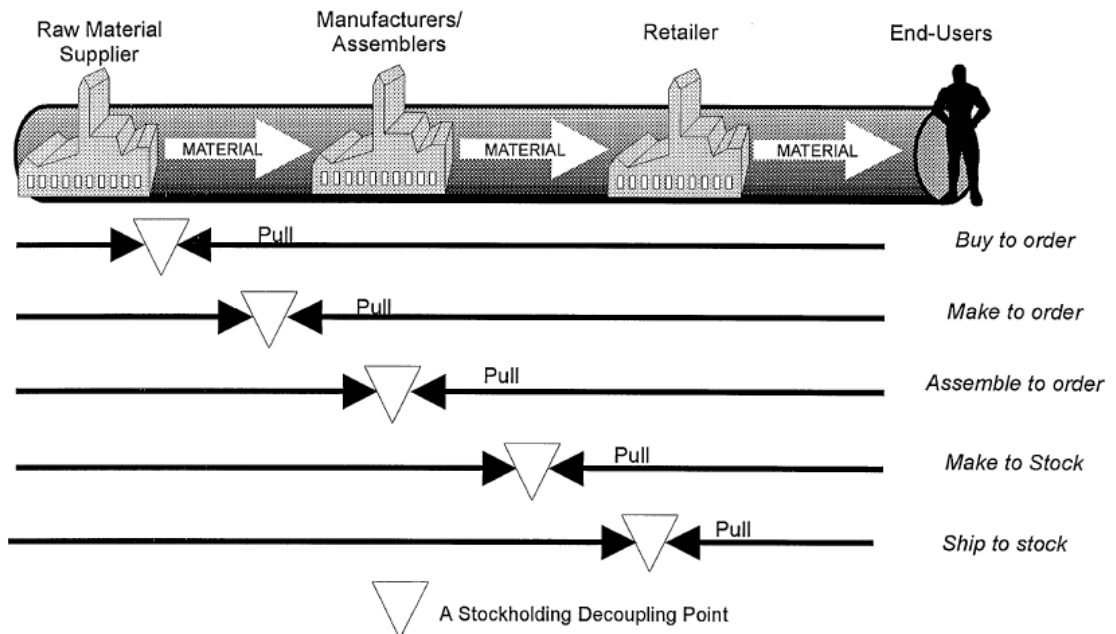 Raw Material
Supplier
Manufacturers/
Assemblers
Retailer
End-Users
MATERIAL
MATERIAL
MATERIAL
Pull
Buy to order
Pull
Make to order
Pull
Assemble to order
Pull
Make to Stock
Pull
Ship to stock
A Stockholding Decoupling Point